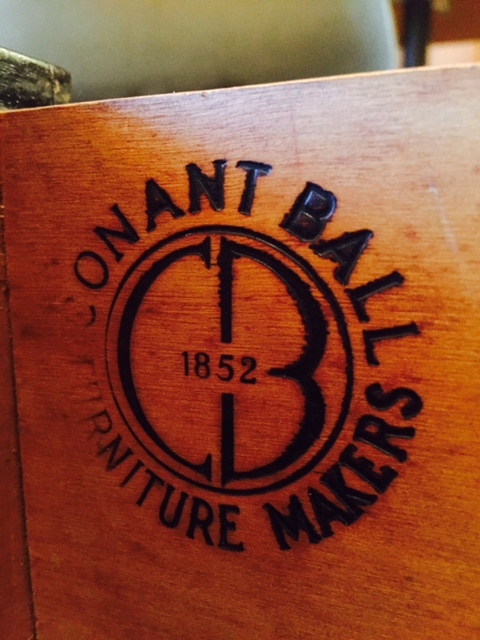 CONANT BALL
FURNITURE MAKERS
CB
1852